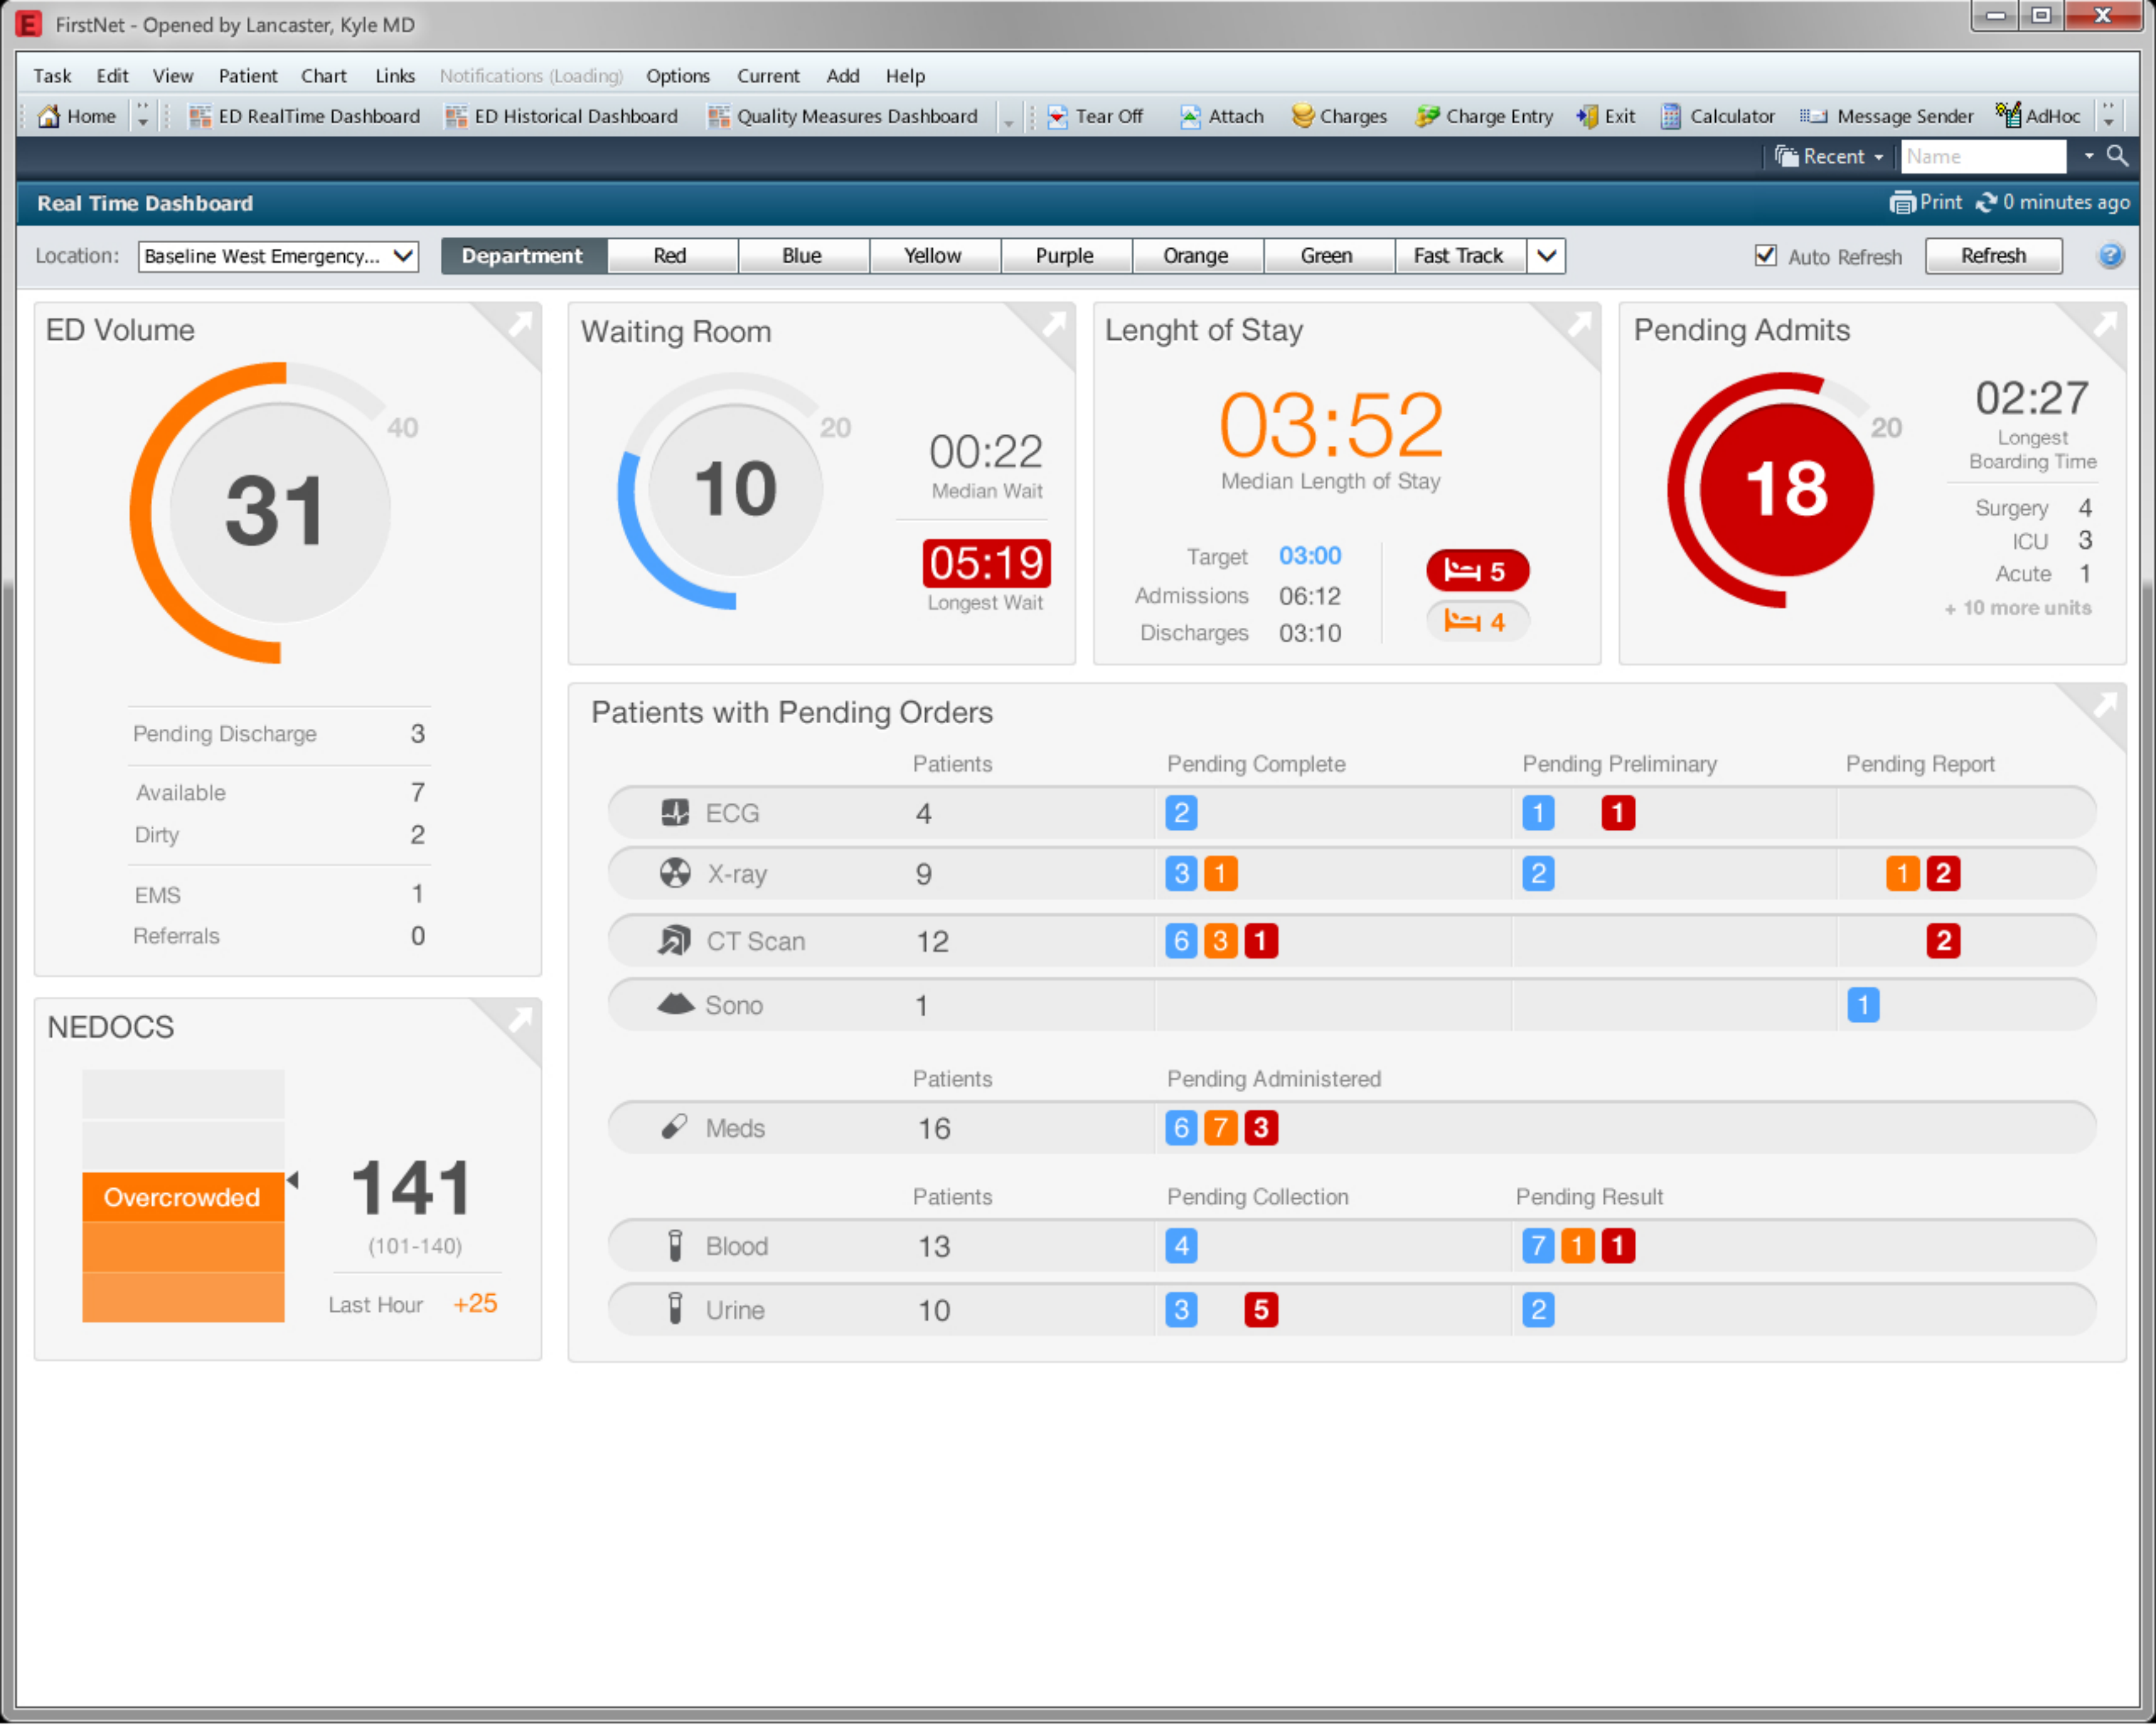 E FirstNet - Opened by Lancaster, Kyle MD
Task Edit View Patient Chart Links Notifications (Loading) Options Current Add Help
Home ED RealTime Dashboard ED Historical Dashboard Quality Measures Dashboard Tear Off Attach Charges Charge Entry Exit Calculator Message Sender AdHoc
Recent Name
Real Time Dashboard Print 0 minutes ago
Location: Baseline West Emergency... Department Red Blue Yellow Purple Orange Green Fast Track Auto Refresh Refresh ?
ED Volume
40
31
Pending Discharge 3
Available 7
Dirty 2
EMS 1
Referrals 0
Waiting Room
20
10
00:22
Median Wait
05:19
Longest Wait
Lenght of Stay
03:52
Median Length of Stay
Target 03:00
Admissions 06:12
Discharges 03:10
5
4
Pending Admits
20
18
02:27
Longest
Boarding Time
Surgery 4
ICU 3
Acute 1
+ 10 more units
NEDOCS
Overcrowded
141
(101-140)
Last Hour +25
Patients with Pending Orders
Patients Pending Complete Pending Preliminary Pending Report
ECG 4 2 1 1
X-ray 9 3 1 2 1 2
CT Scan 12 6 3 1 2
Sono 1 1
Patients Pending Administered
Meds 16 6 7 3
Patients Pending Collection Pending Result
Blood 13 4 7 1 1
Urine 10 3 5 2